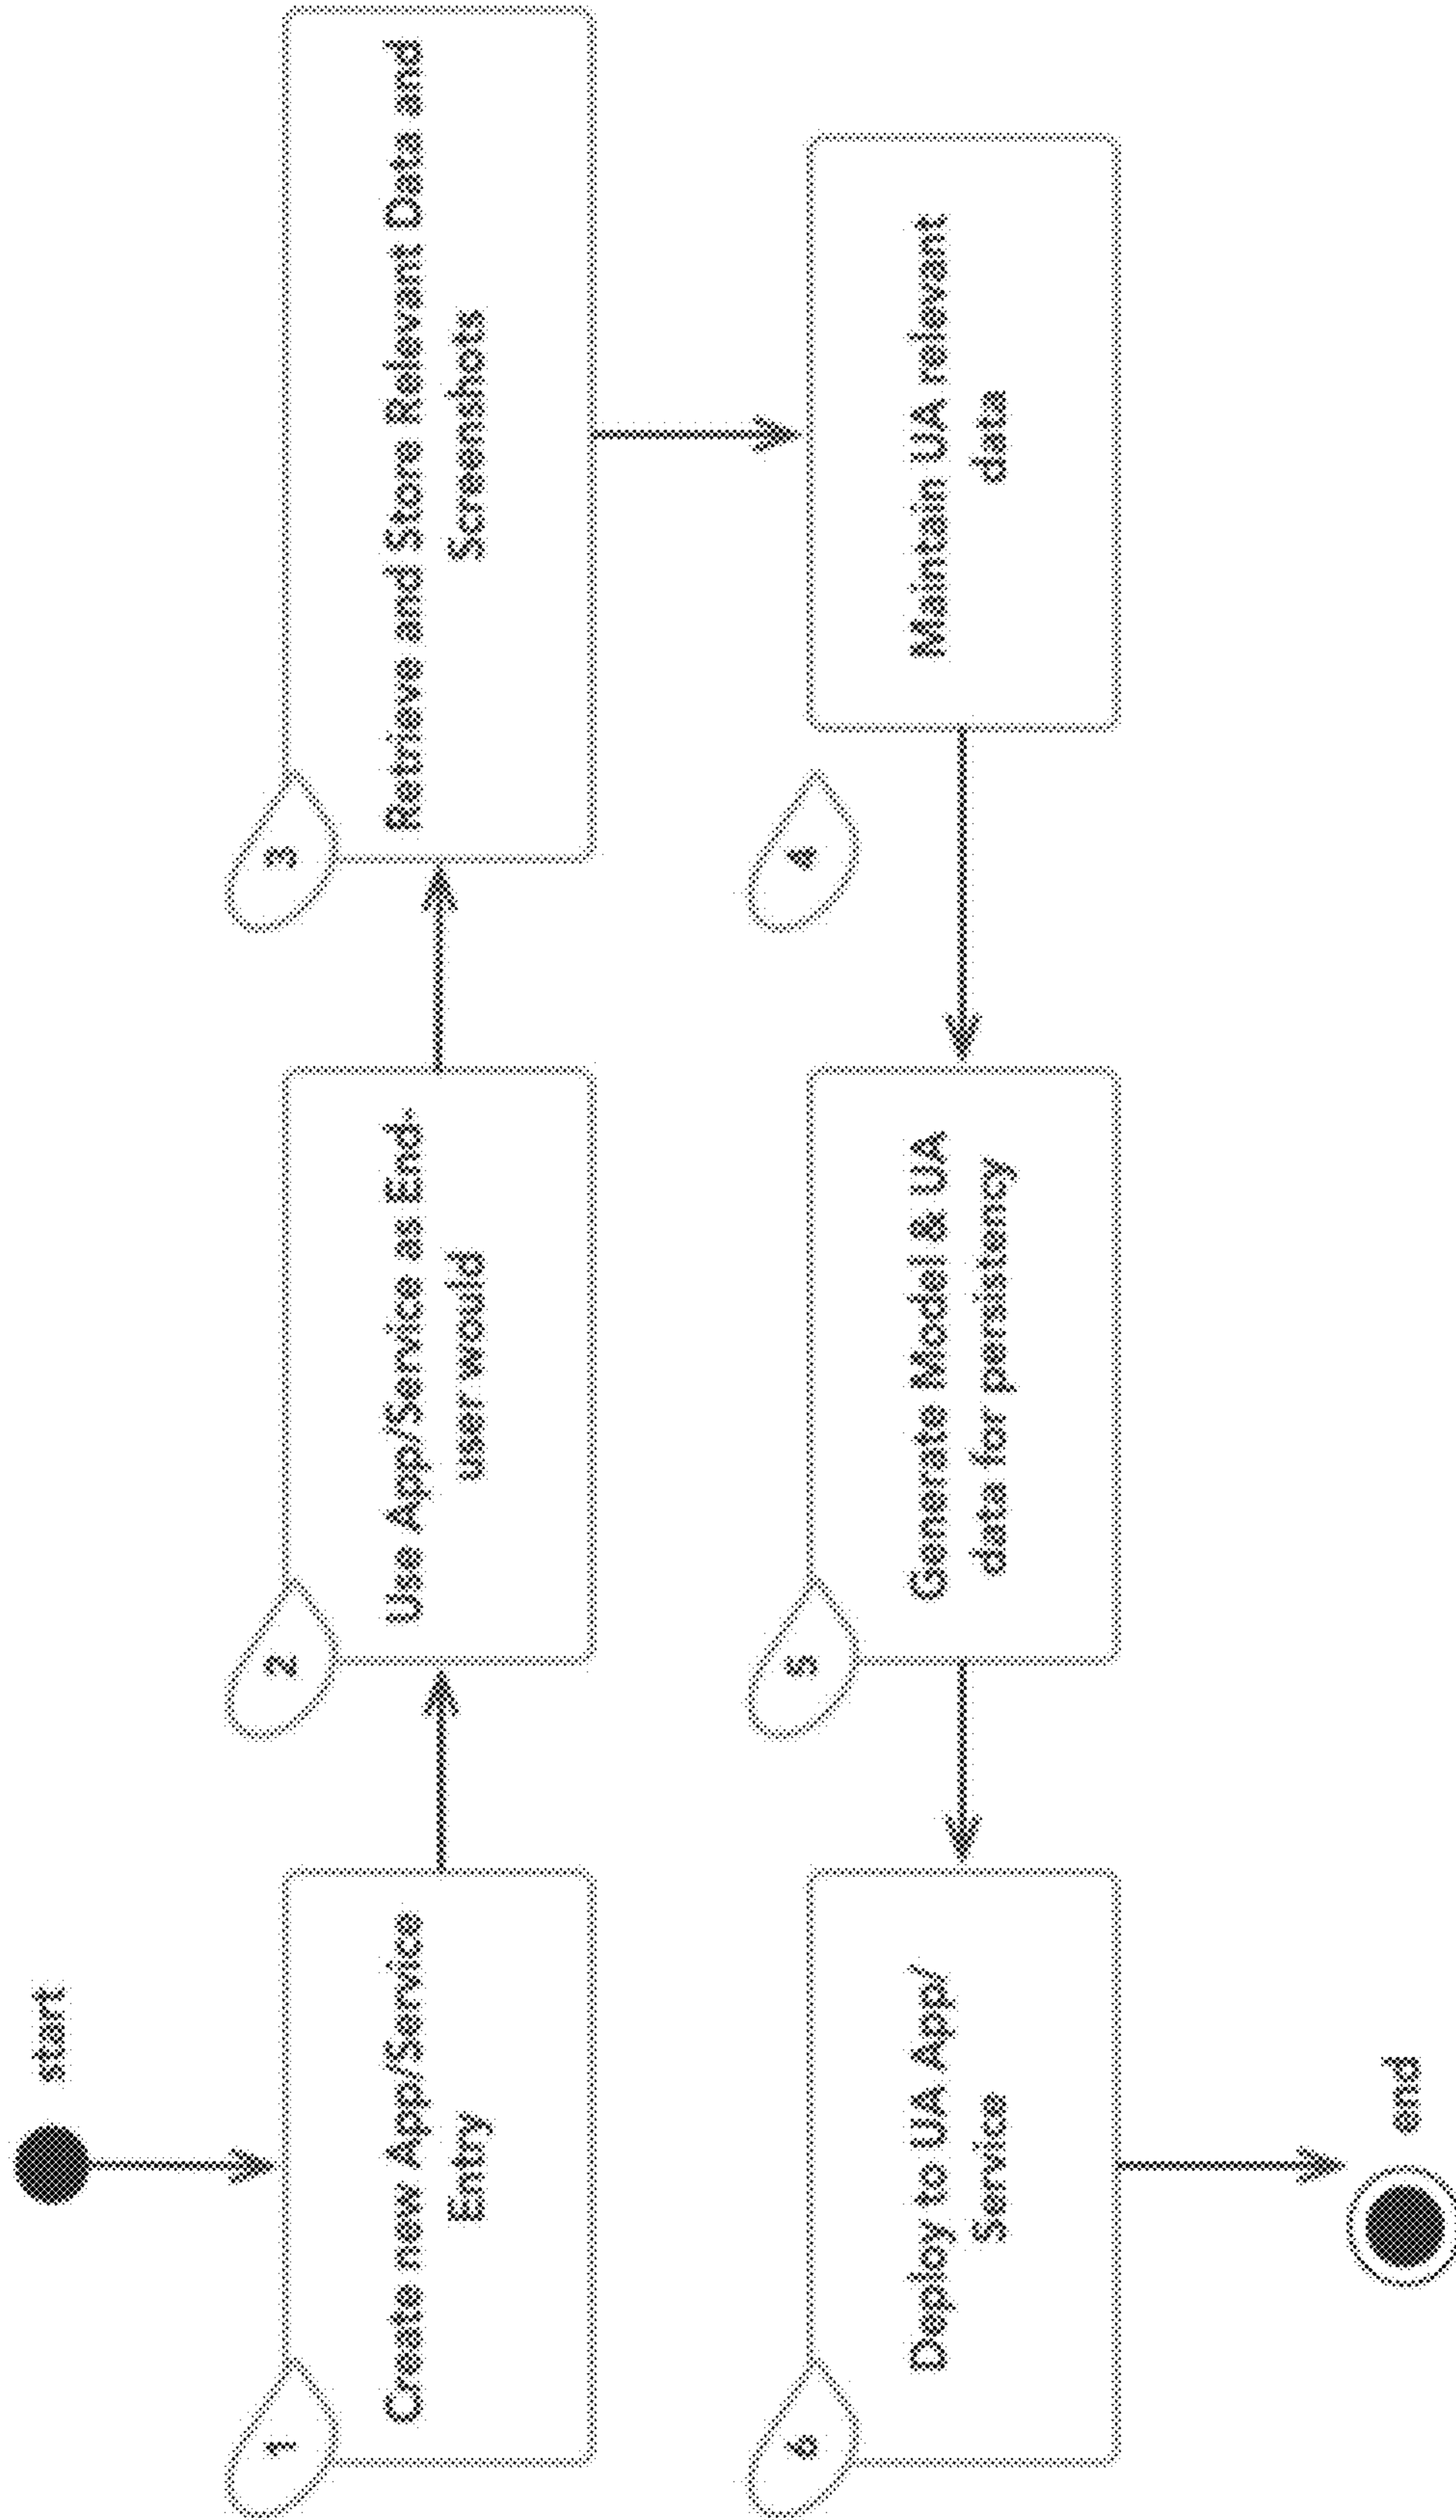 start
1
Create new App/Service
Entry
2
Use App/Service as End-
user would
3
Retrieve and Store Relevant Data and
Screenshots
4
Maintain UA relevant
data
5
Generate Model & UA
data for persistency
6
Deploy to UA App/
Service
end